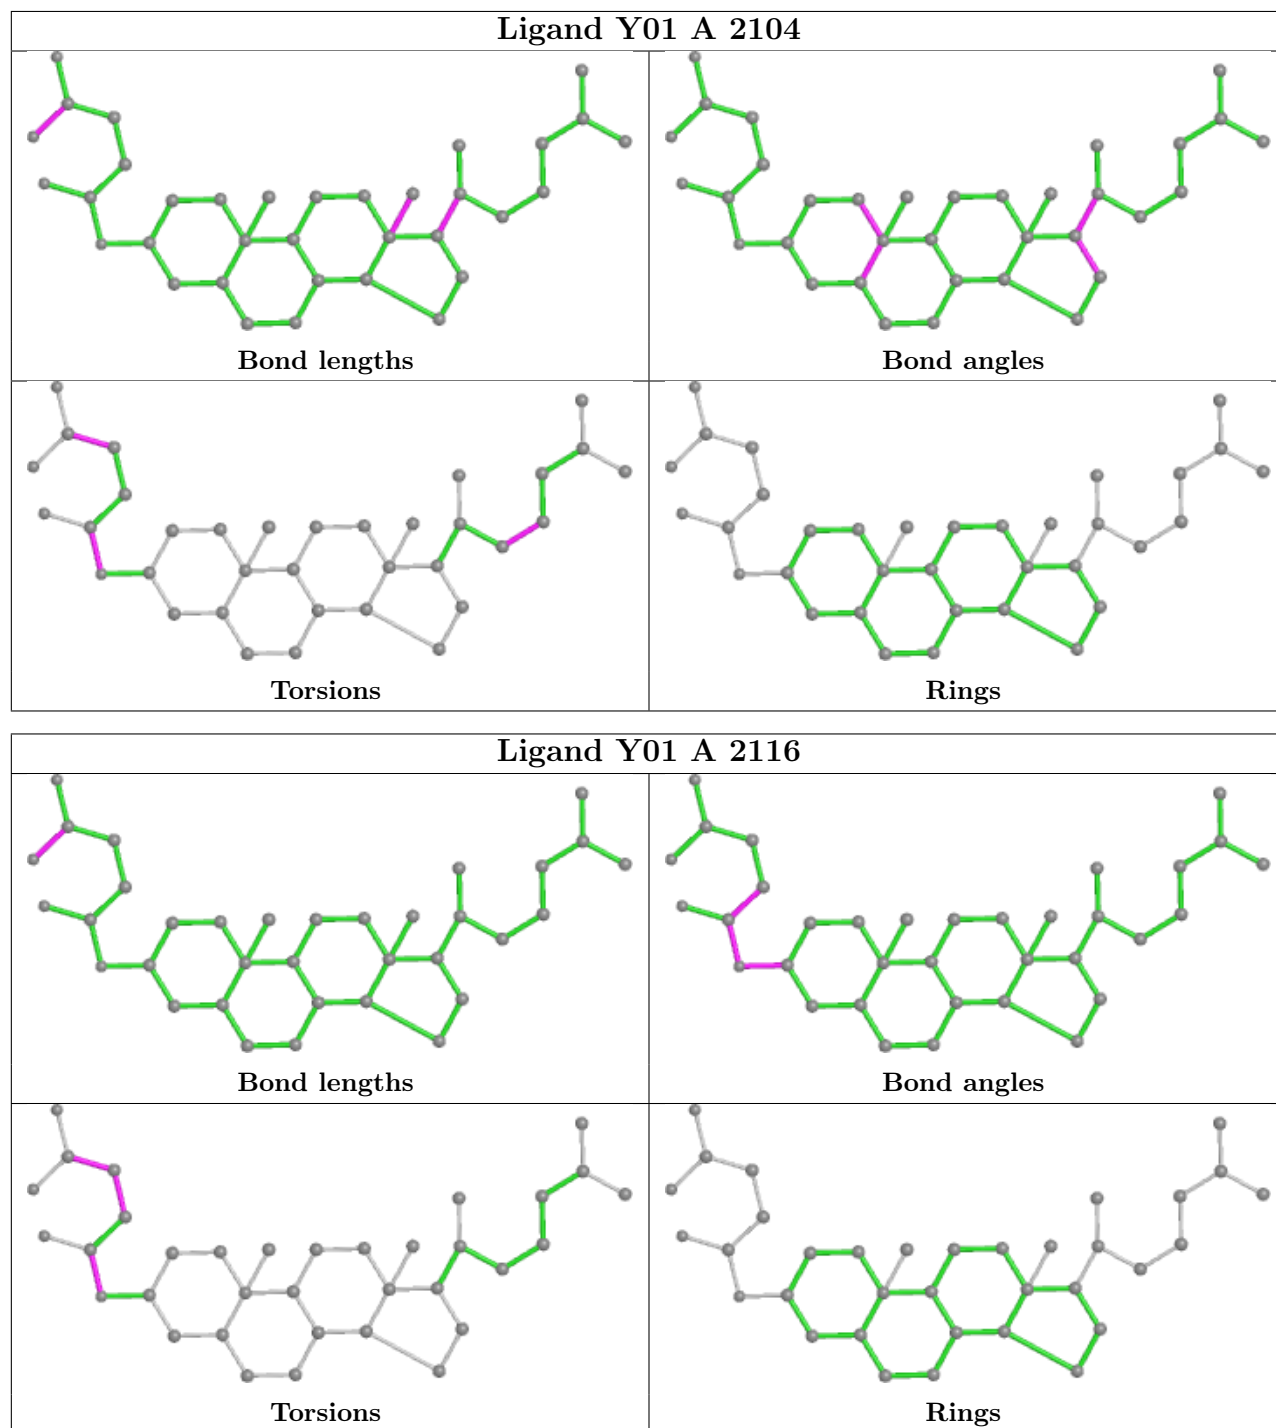 Ligand Y01 A 2104
Bond lengths
Bond angles
Torsions
Rings
Ligand Y01 A 2116
Bond lengths
Bond angles
Torsions
Rings